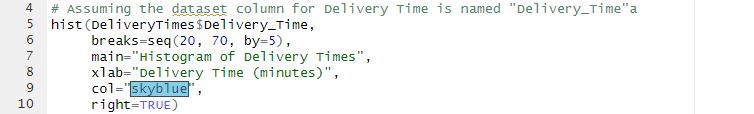 4 # Assuming the dataset column for Delivery Time is named "Delivery_Time"a
5 hist(DeliveryTimes$Delivery_Time,
6 breaks=seq(20, 70, by=5),
7 main="Histogram of Delivery Times",
8 xlab="Delivery Time (minutes)",
9 col="skyblue",
10 right=TRUE)